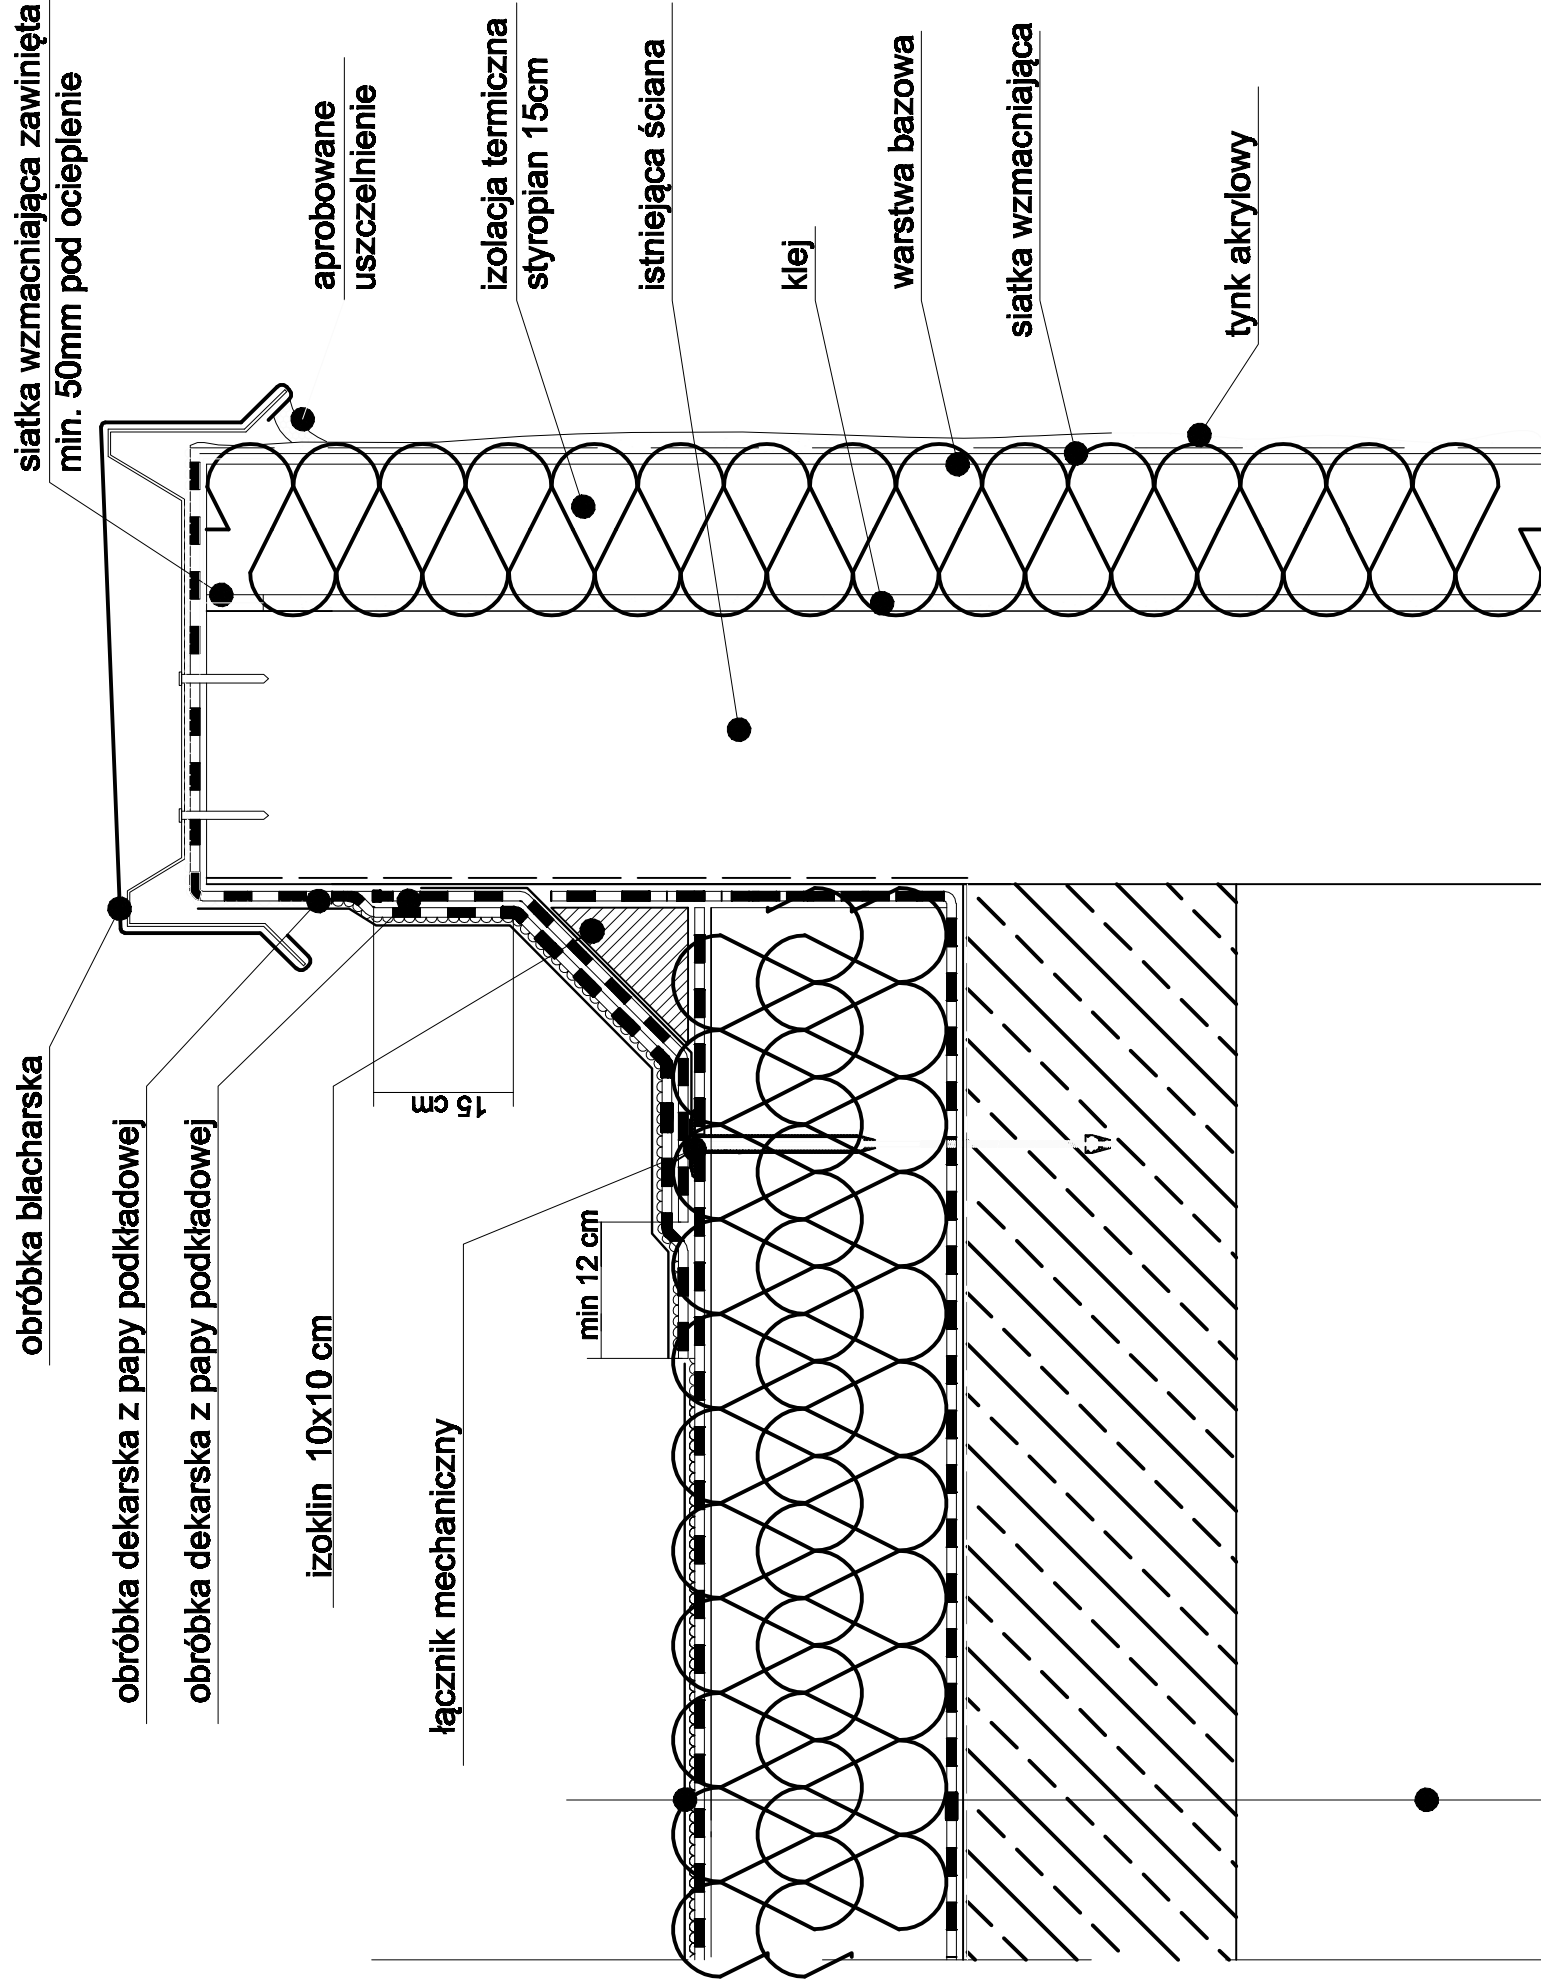 siatka wzmacniająca zawinięta
min. 50mm pod ocieplenie
aprobowane
uszczelnienie
izolacja termiczna
styropian 15cm
istniejąca ściana
klej
warstwa bazowa
siatka wzmacniająca
tynk akrylowy
obróbka blacharska
obróbka dekarska z papy podkładowej
obróbka dekarska z papy podkładowej
izoklin 10x10 cm
łącznik mechaniczny
15 cm
min 12 cm